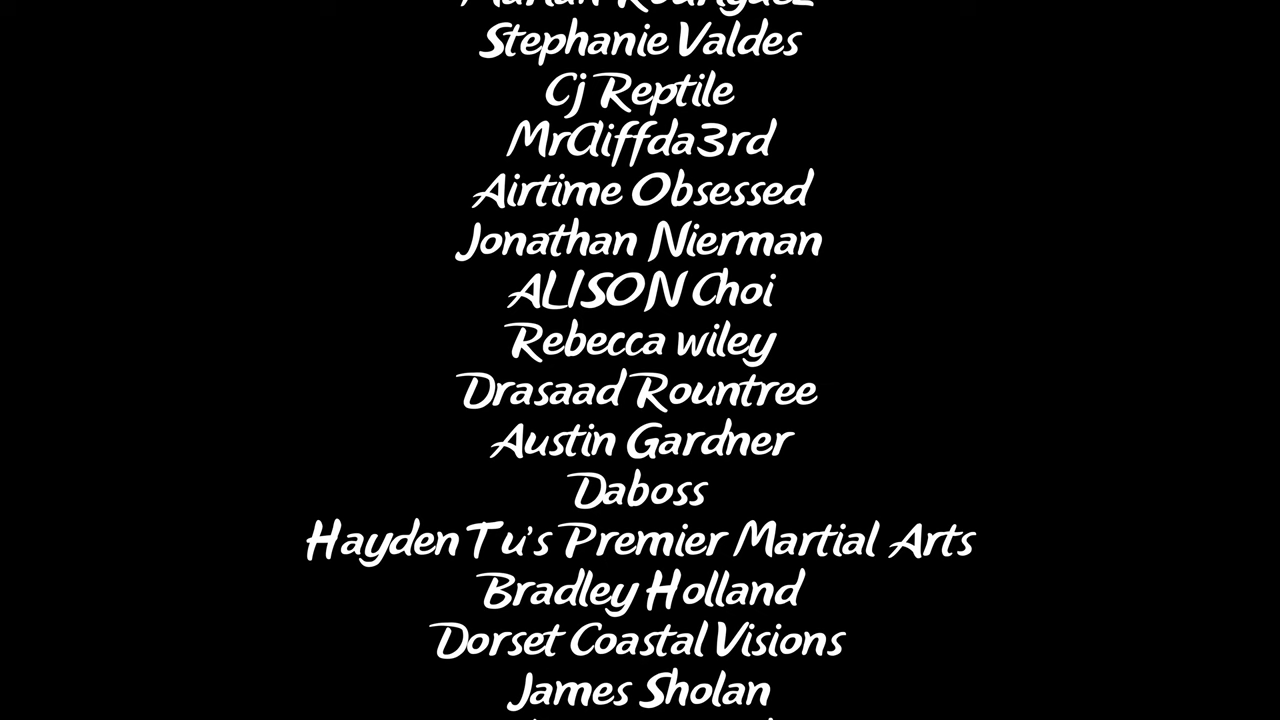 Stephanie Valdes
Cj Reptile
MrCliffda3rd
Airtime Obsessed
Jonathan Nierman
ALISON Choi
Rebecca wiley
Drasaad Rountree
Austin Gardner
Daboss
Hayden Tu's Premier Martial Arts
Bradley Holland
Dorset Coastal Visions
James Sholan